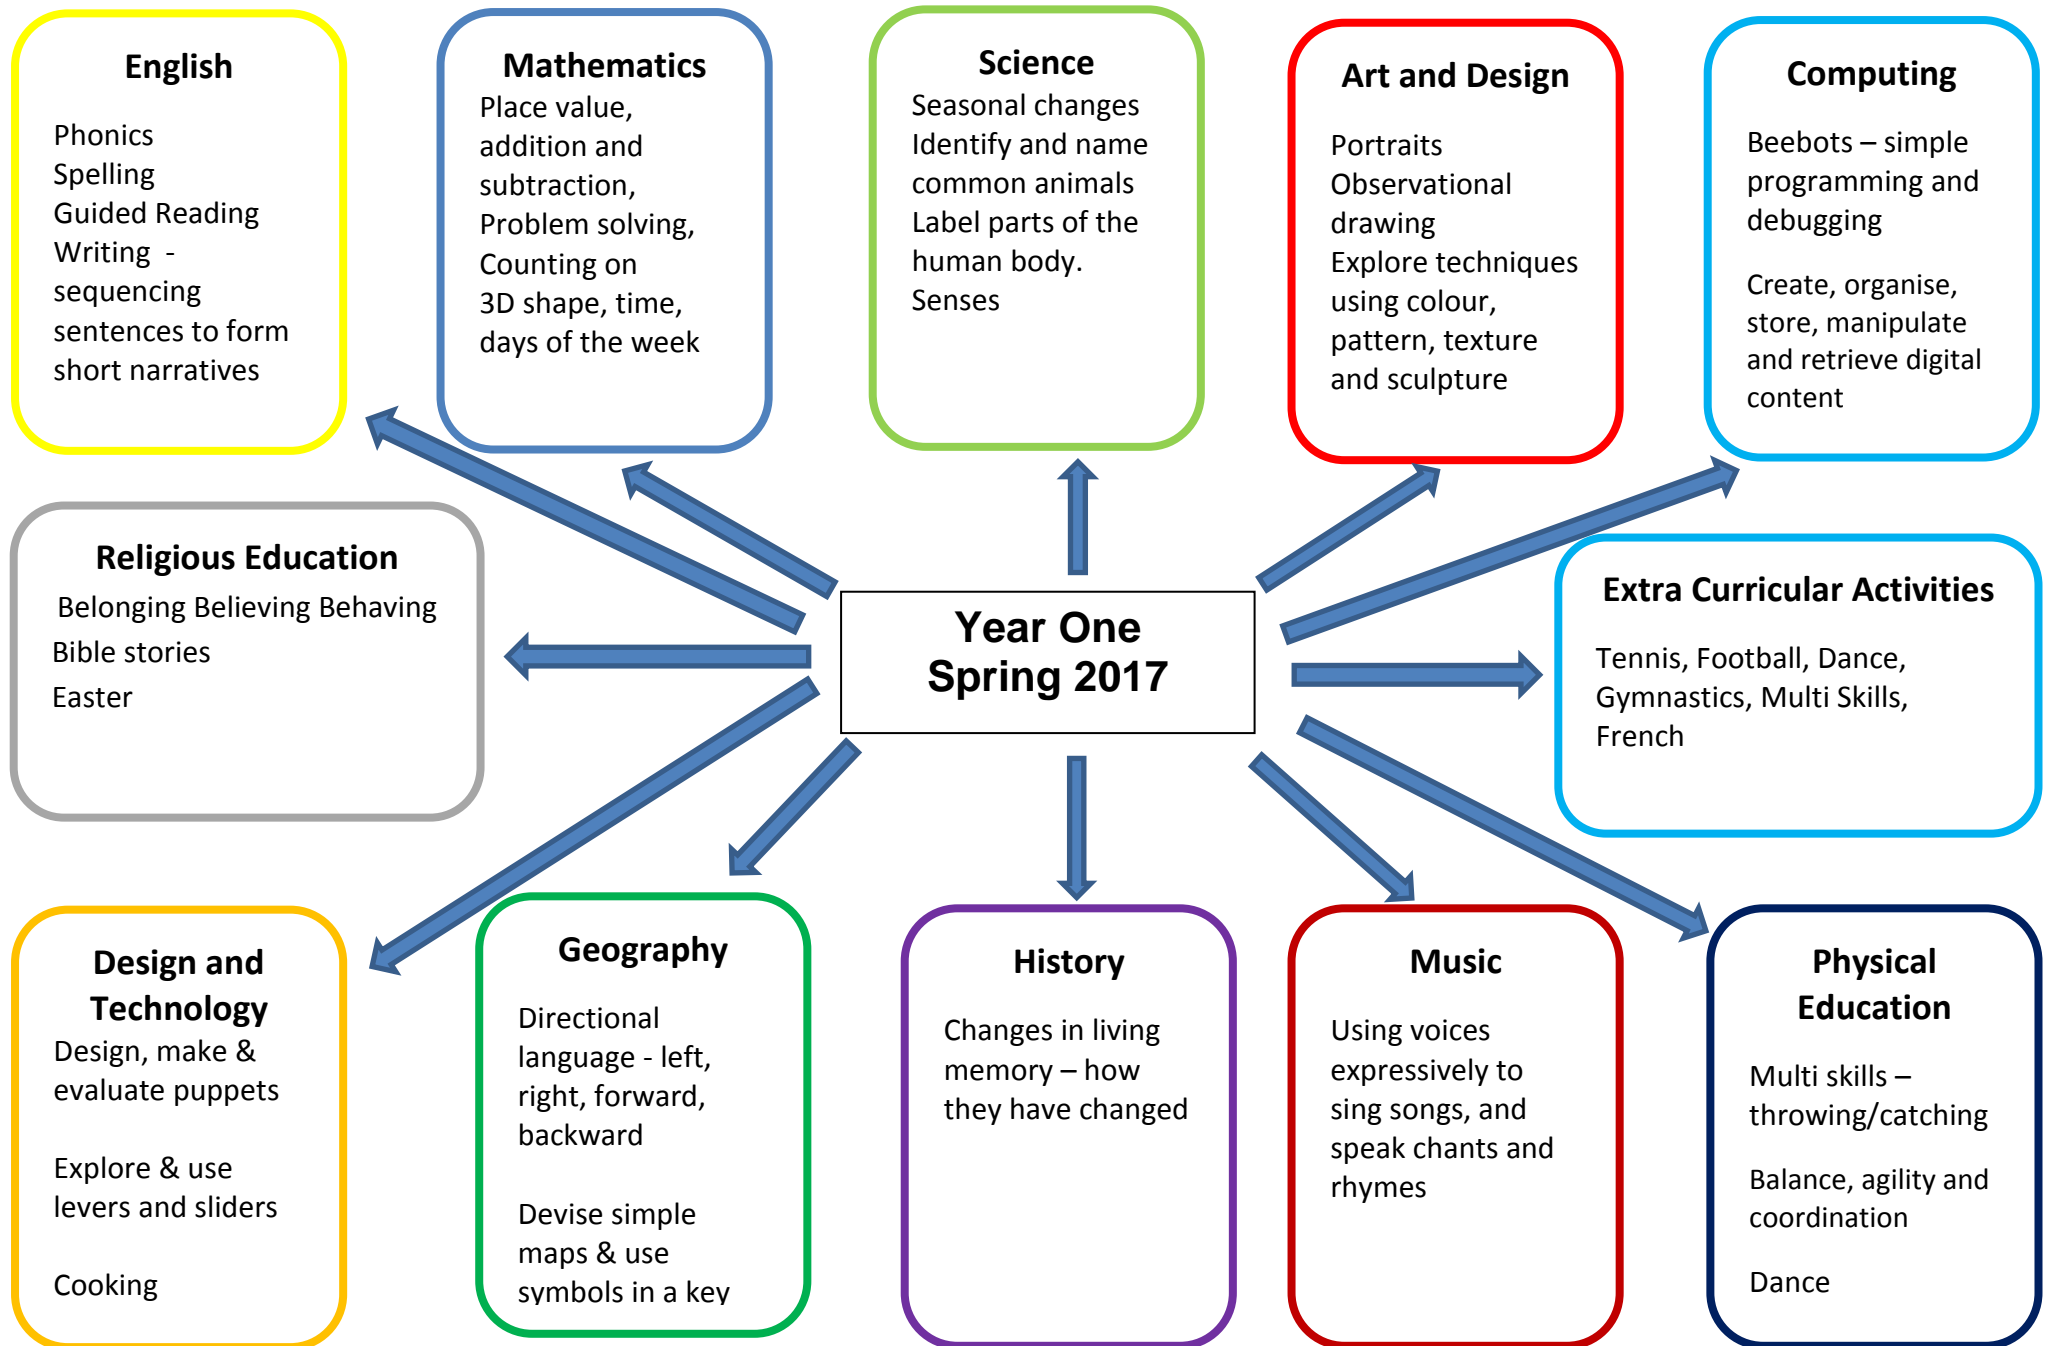 English
Phonics
Spelling
Guided Reading
Writing  -
sequencing
sentences to form
short narratives
Mathematics
Place value,
addition and
subtraction,
Problem solving,
Counting on
3D shape, time,
days of the week
Science
Seasonal changes
Identify and name
common animals
Label parts of the
human body.
Senses
Art and Design
Portraits
Observational
drawing
Explore techniques
using colour,
pattern, texture
and sculpture
Computing
Beebots – simple
programming and
debugging
Create, organise,
store, manipulate
and retrieve digital
content
Religious Education
Belonging Believing Behaving
Bible stories
Easter
Year One
Spring 2017
Extra Curricular Activities
Tennis, Football, Dance,
Gymnastics, Multi Skills,
French
Design and
Technology
Design, make &
evaluate puppets
Explore & use
levers and sliders
Cooking
Geography
Directional
language - left,
right, forward,
backward
Devise simple
maps & use
symbols in a key
History
Changes in living
memory – how
they have changed
Music
Using voices
expressively to
sing songs, and
speak chants and
rhymes
Physical
Education
Multi skills –
throwing/catching
Balance, agility and
coordination
Dance